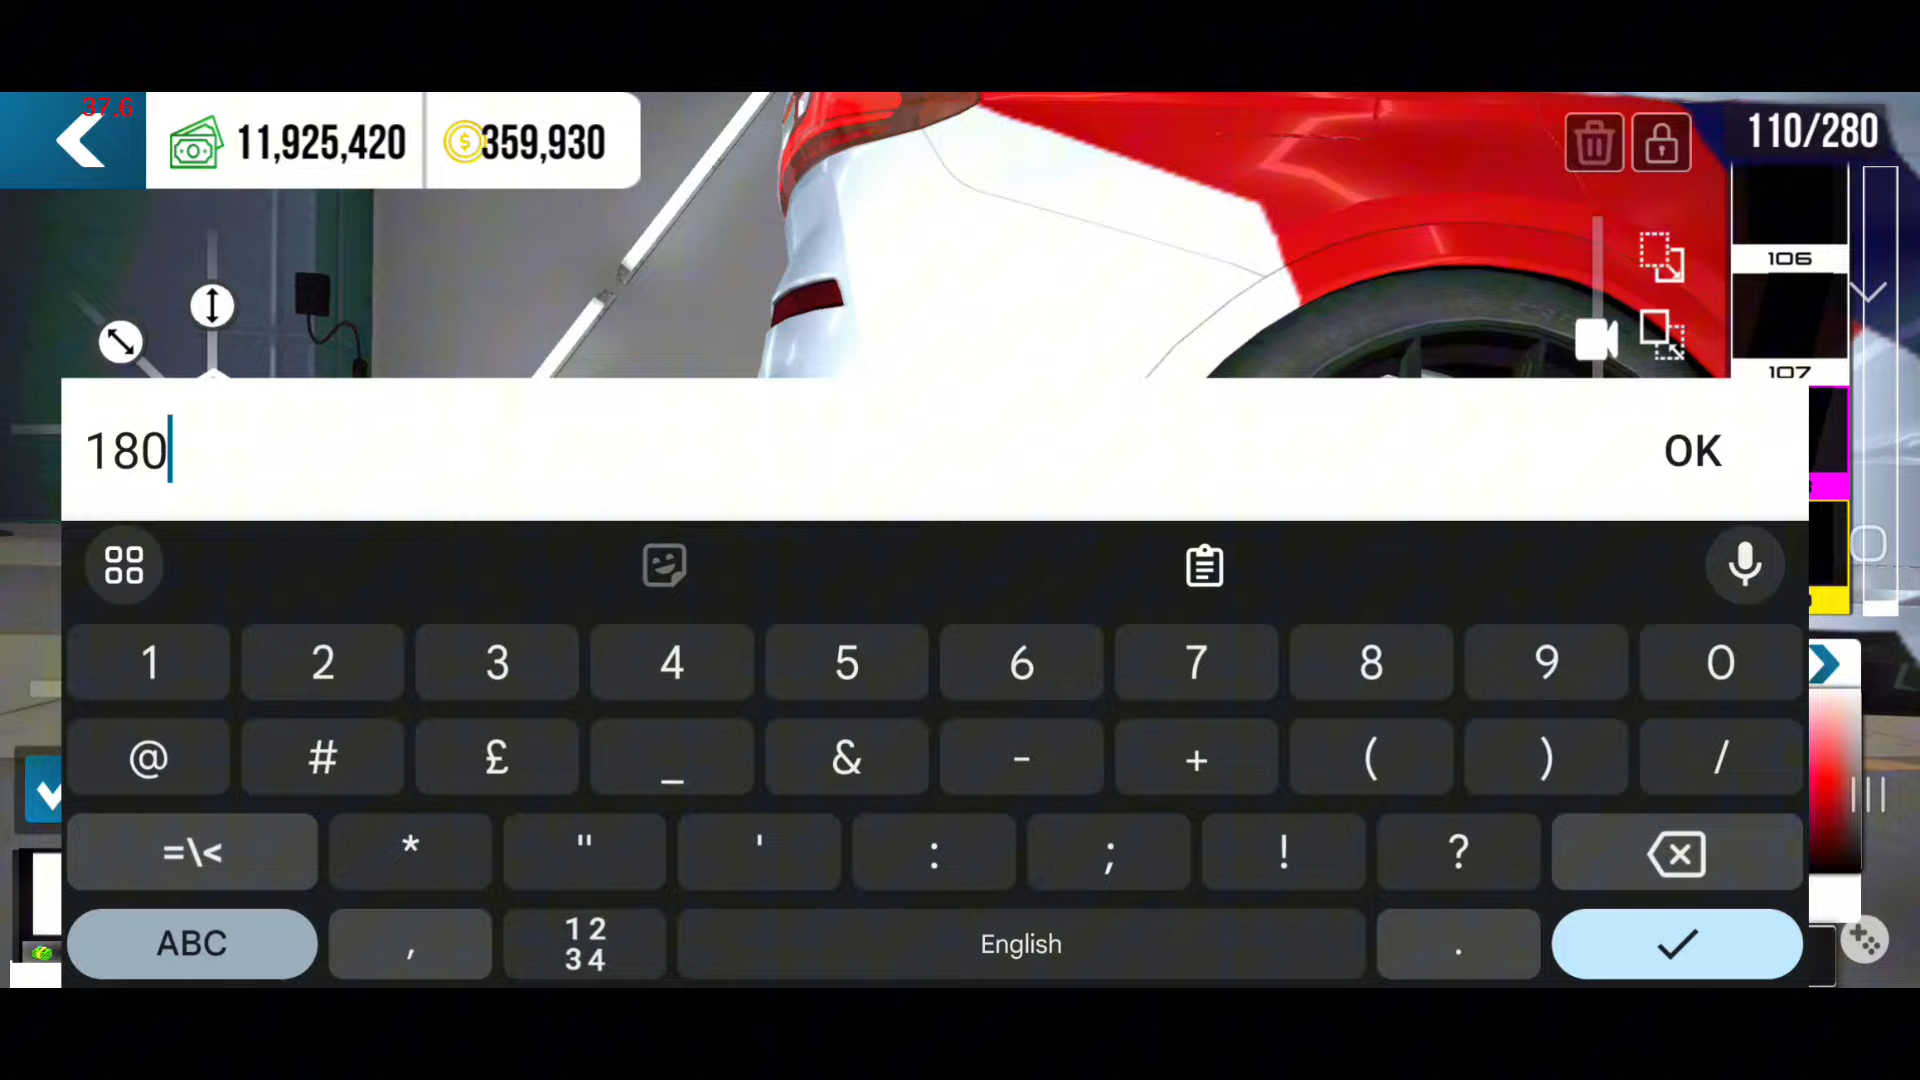 37.6
11,925,420
359,930
110/280
106
107
180
OK
1 2 3 4 5 6 7 8 9 0
@ # £ _ & - + ( ) /
=\< * " ' : ; ! ?
ABC , 12 English .
34